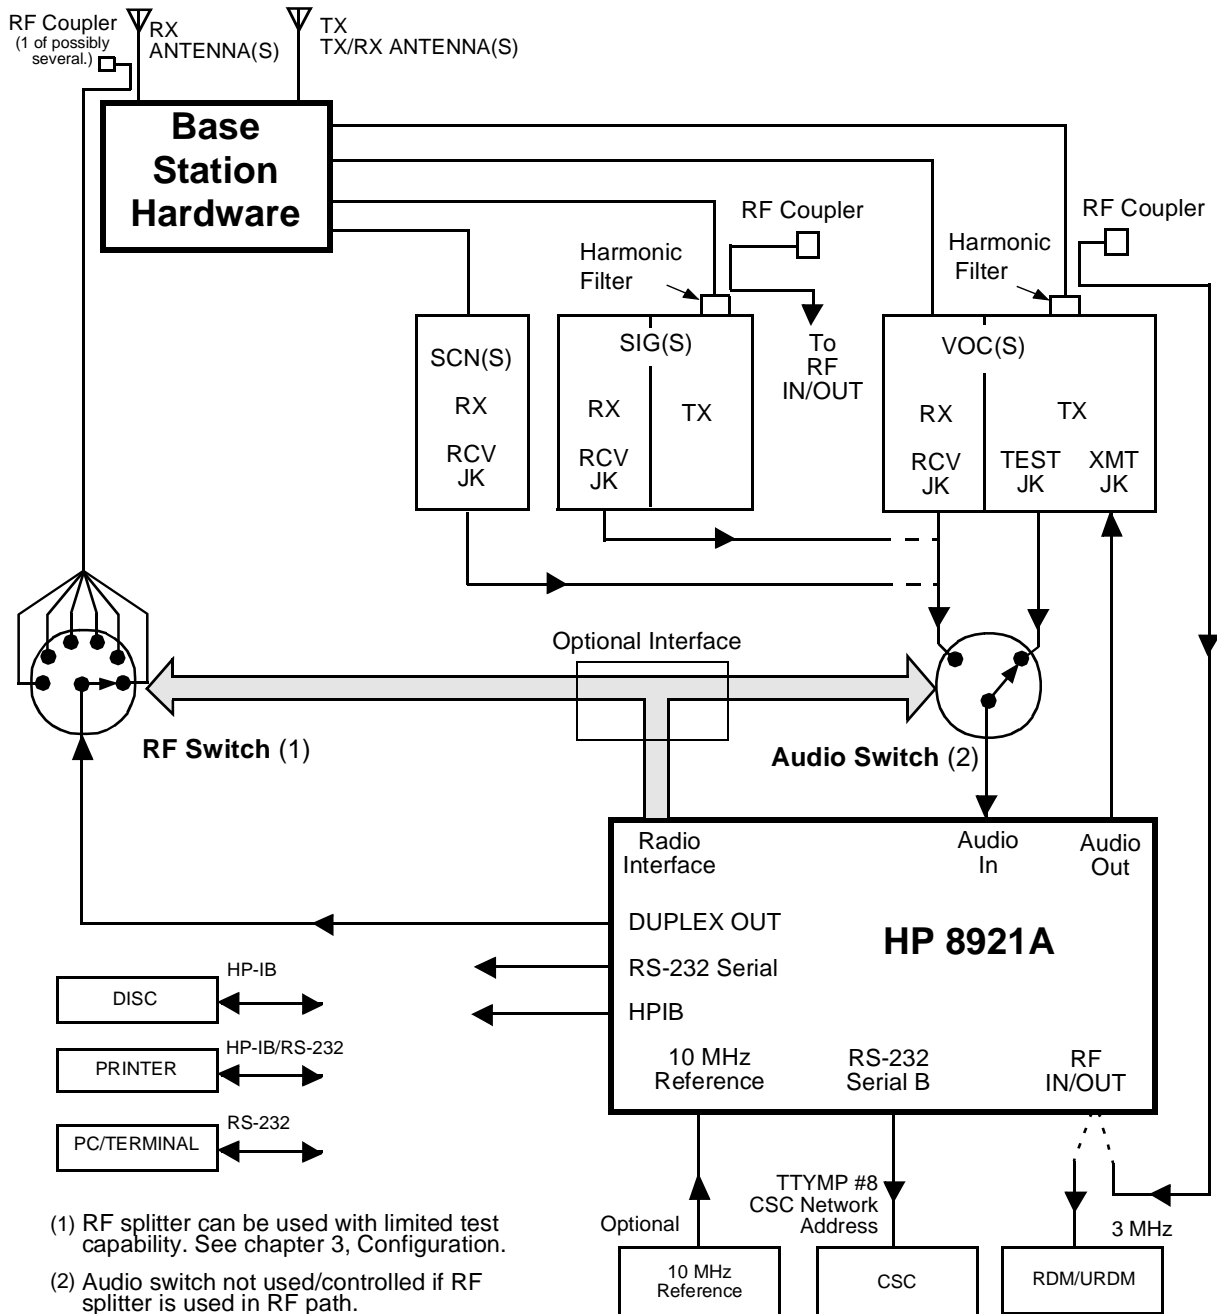 RF Coupler
(1 of possibly
several.)
RX
ANTENNA(S)
TX
TX/RX ANTENNA(S)
Base
Station
Hardware
RF Coupler
RF Coupler
Harmonic
Filter
Harmonic
Filter
SCN(S)
RX
RCV
JK
SIG(S)
RX
TX
RCV
JK
To
RF
IN/OUT
VOC(S)
RX
TX
RCV
JK
TEST
JK
XMT
JK
Optional Interface
RF Switch (1)
Audio Switch (2)
Radio
Interface
Audio
In
Audio
Out
DUPLEX OUT
HP 8921A
RS-232 Serial
HPIB
10 MHz
Reference
RS-232
Serial B
RF
IN/OUT
DISC
HP-IB
PRINTER
HP-IB/RS-232
PC/TERMINAL
RS-232
TTYMP #8
CSC Network
Address
Optional
3 MHz
10 MHz
Reference
CSC
RDM/URDM
(1) RF splitter can be used with limited test
capability. See chapter 3, Configuration.
(2) Audio switch not used/controlled if RF
splitter is used in RF path.